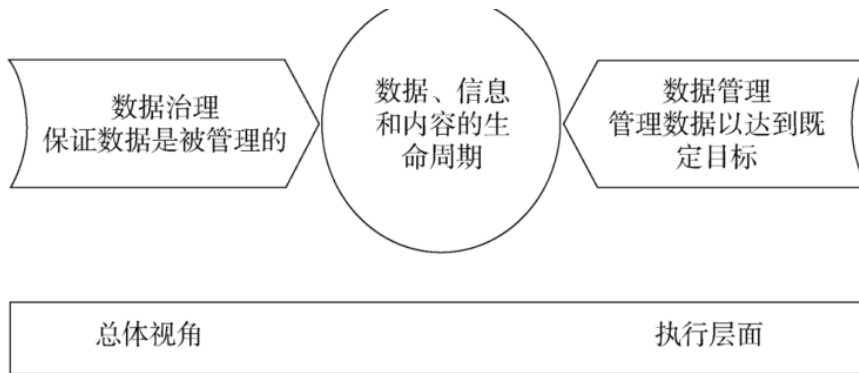 数据治理
保证数据是被管理的
数据、信息
和内容的生
命周期
数据管理
管理数据以达到既
定目标
总体视角
执行层面